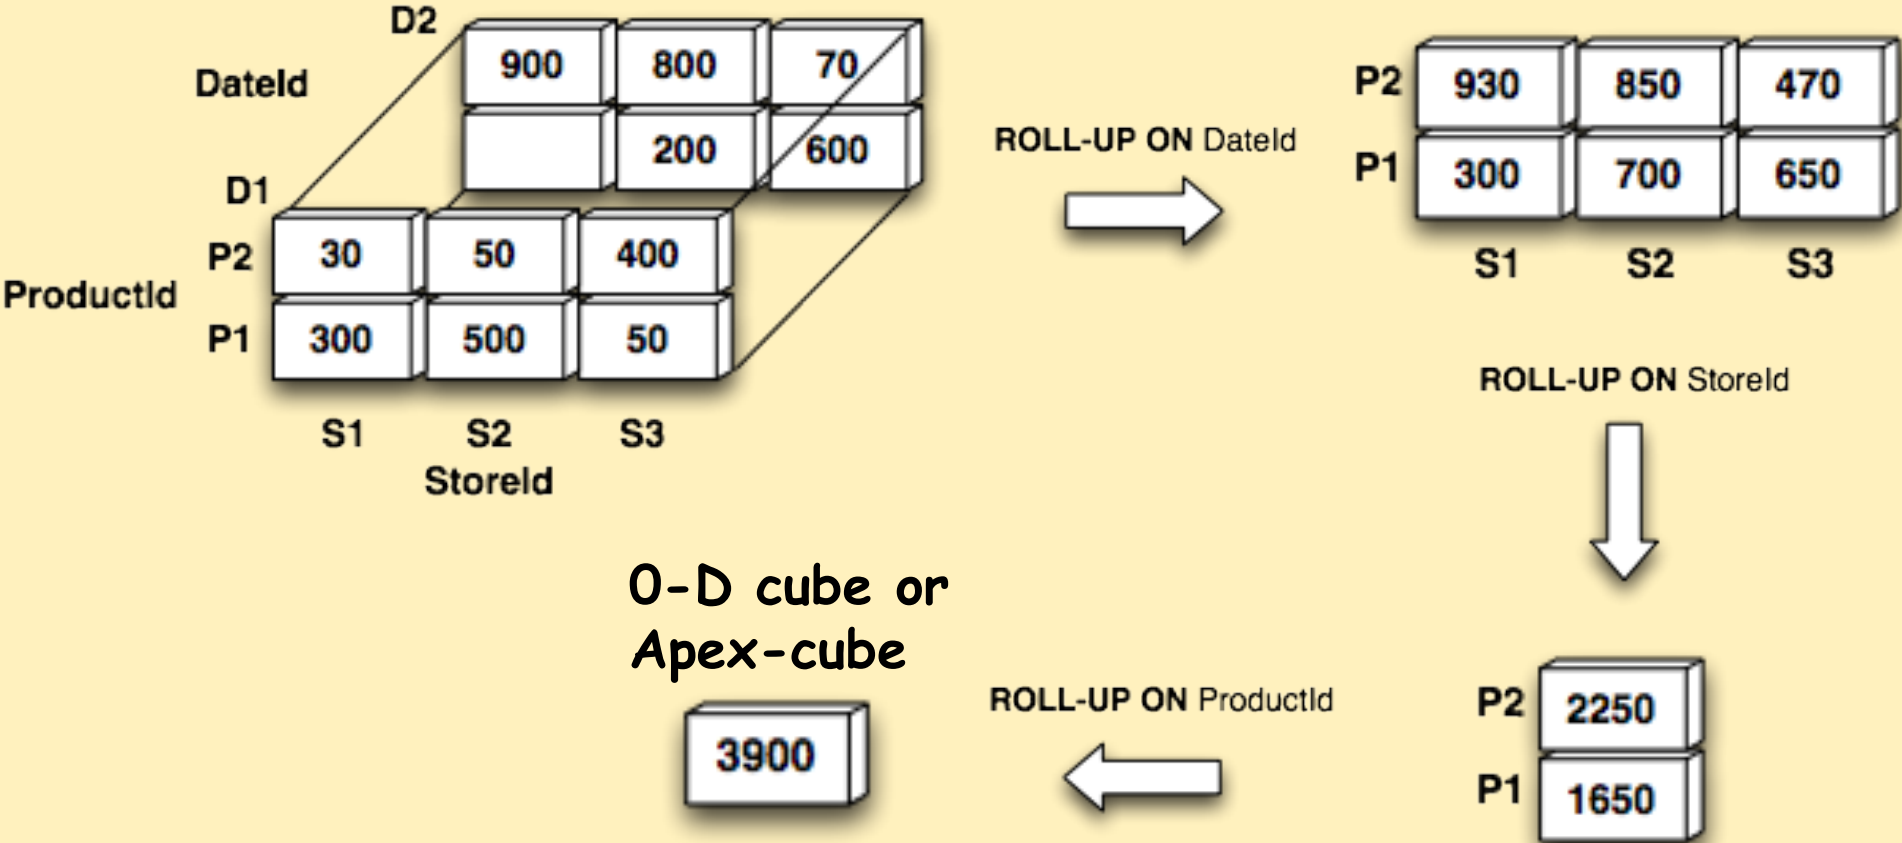 D2
DateId
900 800 70
200 600
D1
ROLL-UP ON DateId
P2 930 850 470
P1 300 700 650
S1 S2 S3
ProductId
P2 30 50 400
P1 300 500 50
S1 S2 S3
StoreId
ROLL-UP ON StoreId
0-D cube or
Apex-cube
3900
ROLL-UP ON ProductId
P2 2250
P1 1650